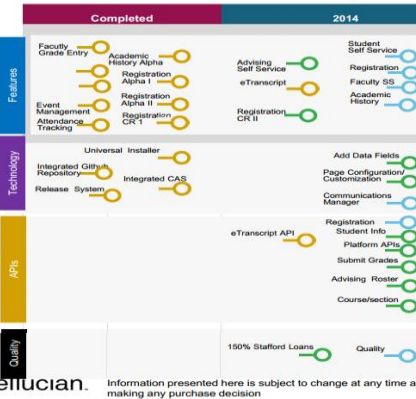 Completed
2014
Features
Facutly
Grade Entry
Academic
History Alpha
Registration
Alpha I
Registration
Alpha II
Event
Management
Registration
CR 1
Attendance
Tracking
Advising
Self Service
eTranscript
Registration
CR II
Student
Self Service
Registration
Faculty SS
Academic
History
Technology
Universal Installer
Integrated Github
Repository
Integrated CAS
Release System
Add Data Fields
Page Configuration/
Customization
Communications
Manager
APIs
eTranscript API
Registration
Student Info
Platform APIs
Submit Grades
Advising Roster
Course/section
Quality
150% Stafford Loans
Quality
ellucian.
Information presented here is subject to change at any time a
making any purchase decision